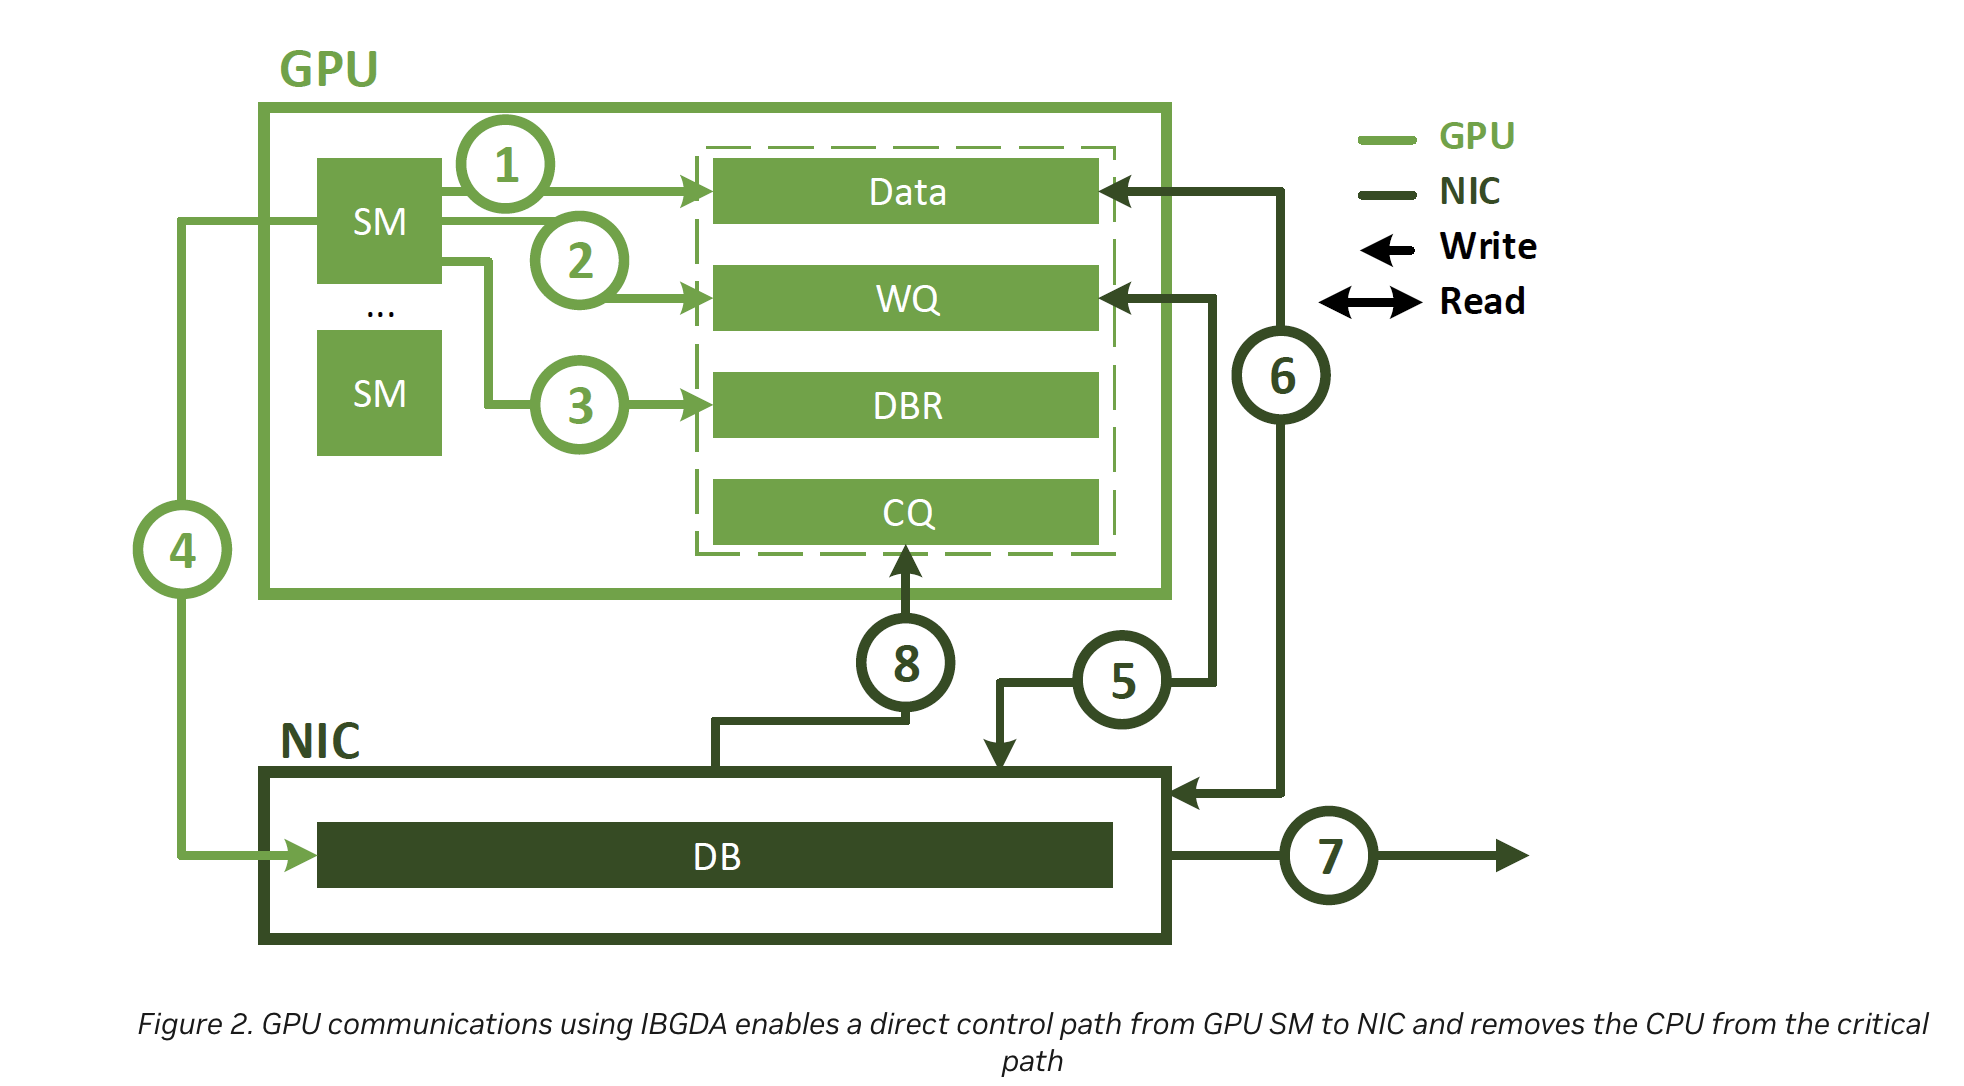 GPU
1
SM
2
...
SM
3
Data
WQ
DBR
CQ
4
8
5
6
NIC
DB
7
GPU
NIC
Write
Read
Figure 2. GPU communications using IBGDA enables a direct control path from GPU SM to NIC and removes the CPU from the critical
path